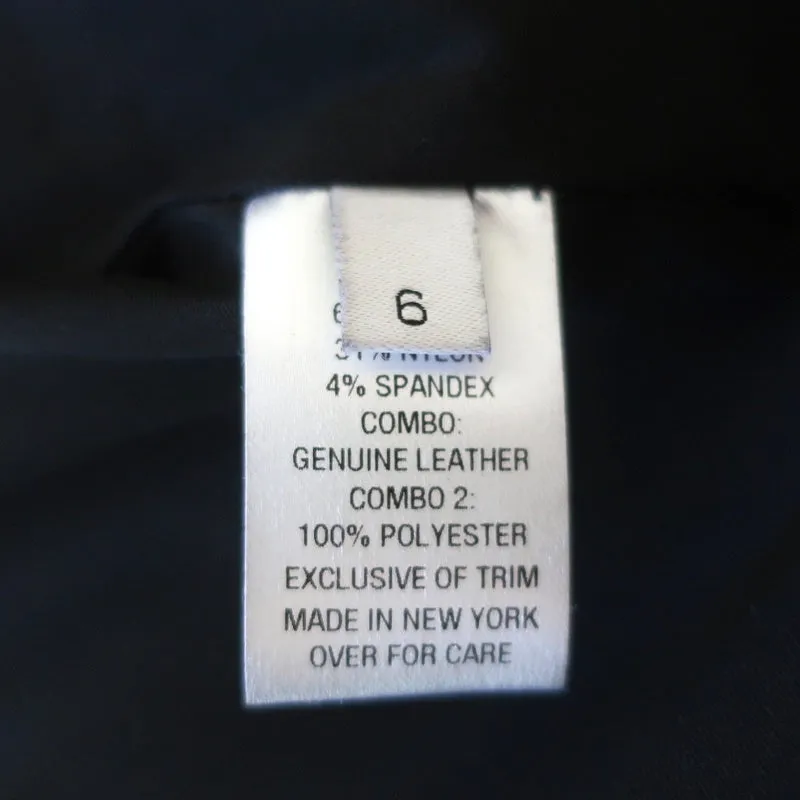 6
4% SPANDEX
COMBO:
GENUINE LEATHER
COMBO 2:
100% POLYESTER
EXCLUSIVE OF TRIM
MADE IN NEW YORK
OVER FOR CARE